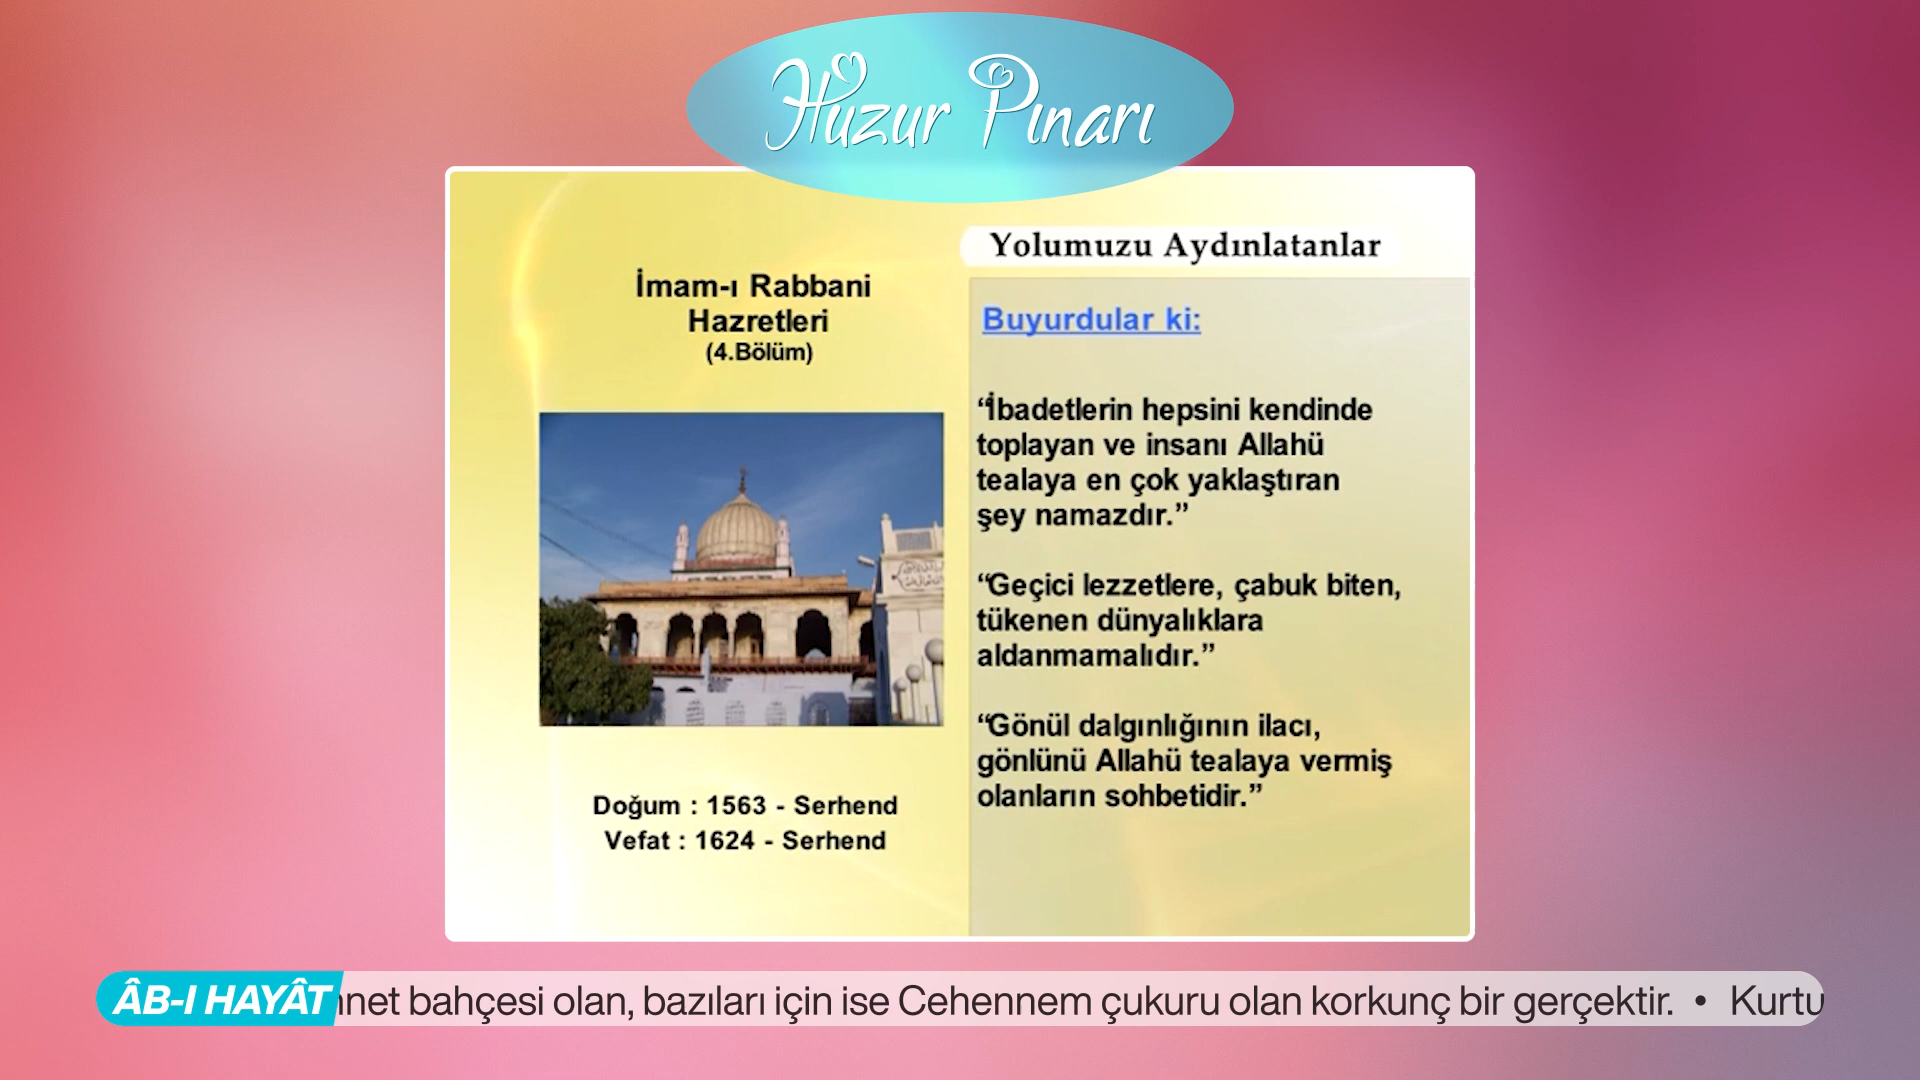 Huzur Pınarı
Yolumuzu Aydınlatanlar
İmam-ı Rabbani
Hazretleri
(4.Bölüm)
Doğum : 1563 - Serhend
Vefat : 1624 - Serhend
Buyurdular ki:
“İbadetlerin hepsini kendinde
toplayan ve insanı Allahü
tealaya en çok yaklaştıran
şey namazdır.”
“Geçici lezzetlere, çabuk biten,
tükenen dünyalıklara
aldanmamalıdır.”
“Gönül dalgınlığının ilacı,
gönlünü Allahü tealaya vermiş
olanların sohbetidir.”
ÂB-I HAYÂT
bahçesi olan, bazıları için ise Cehennem çukuru olan korkunç bir gerçektir. •